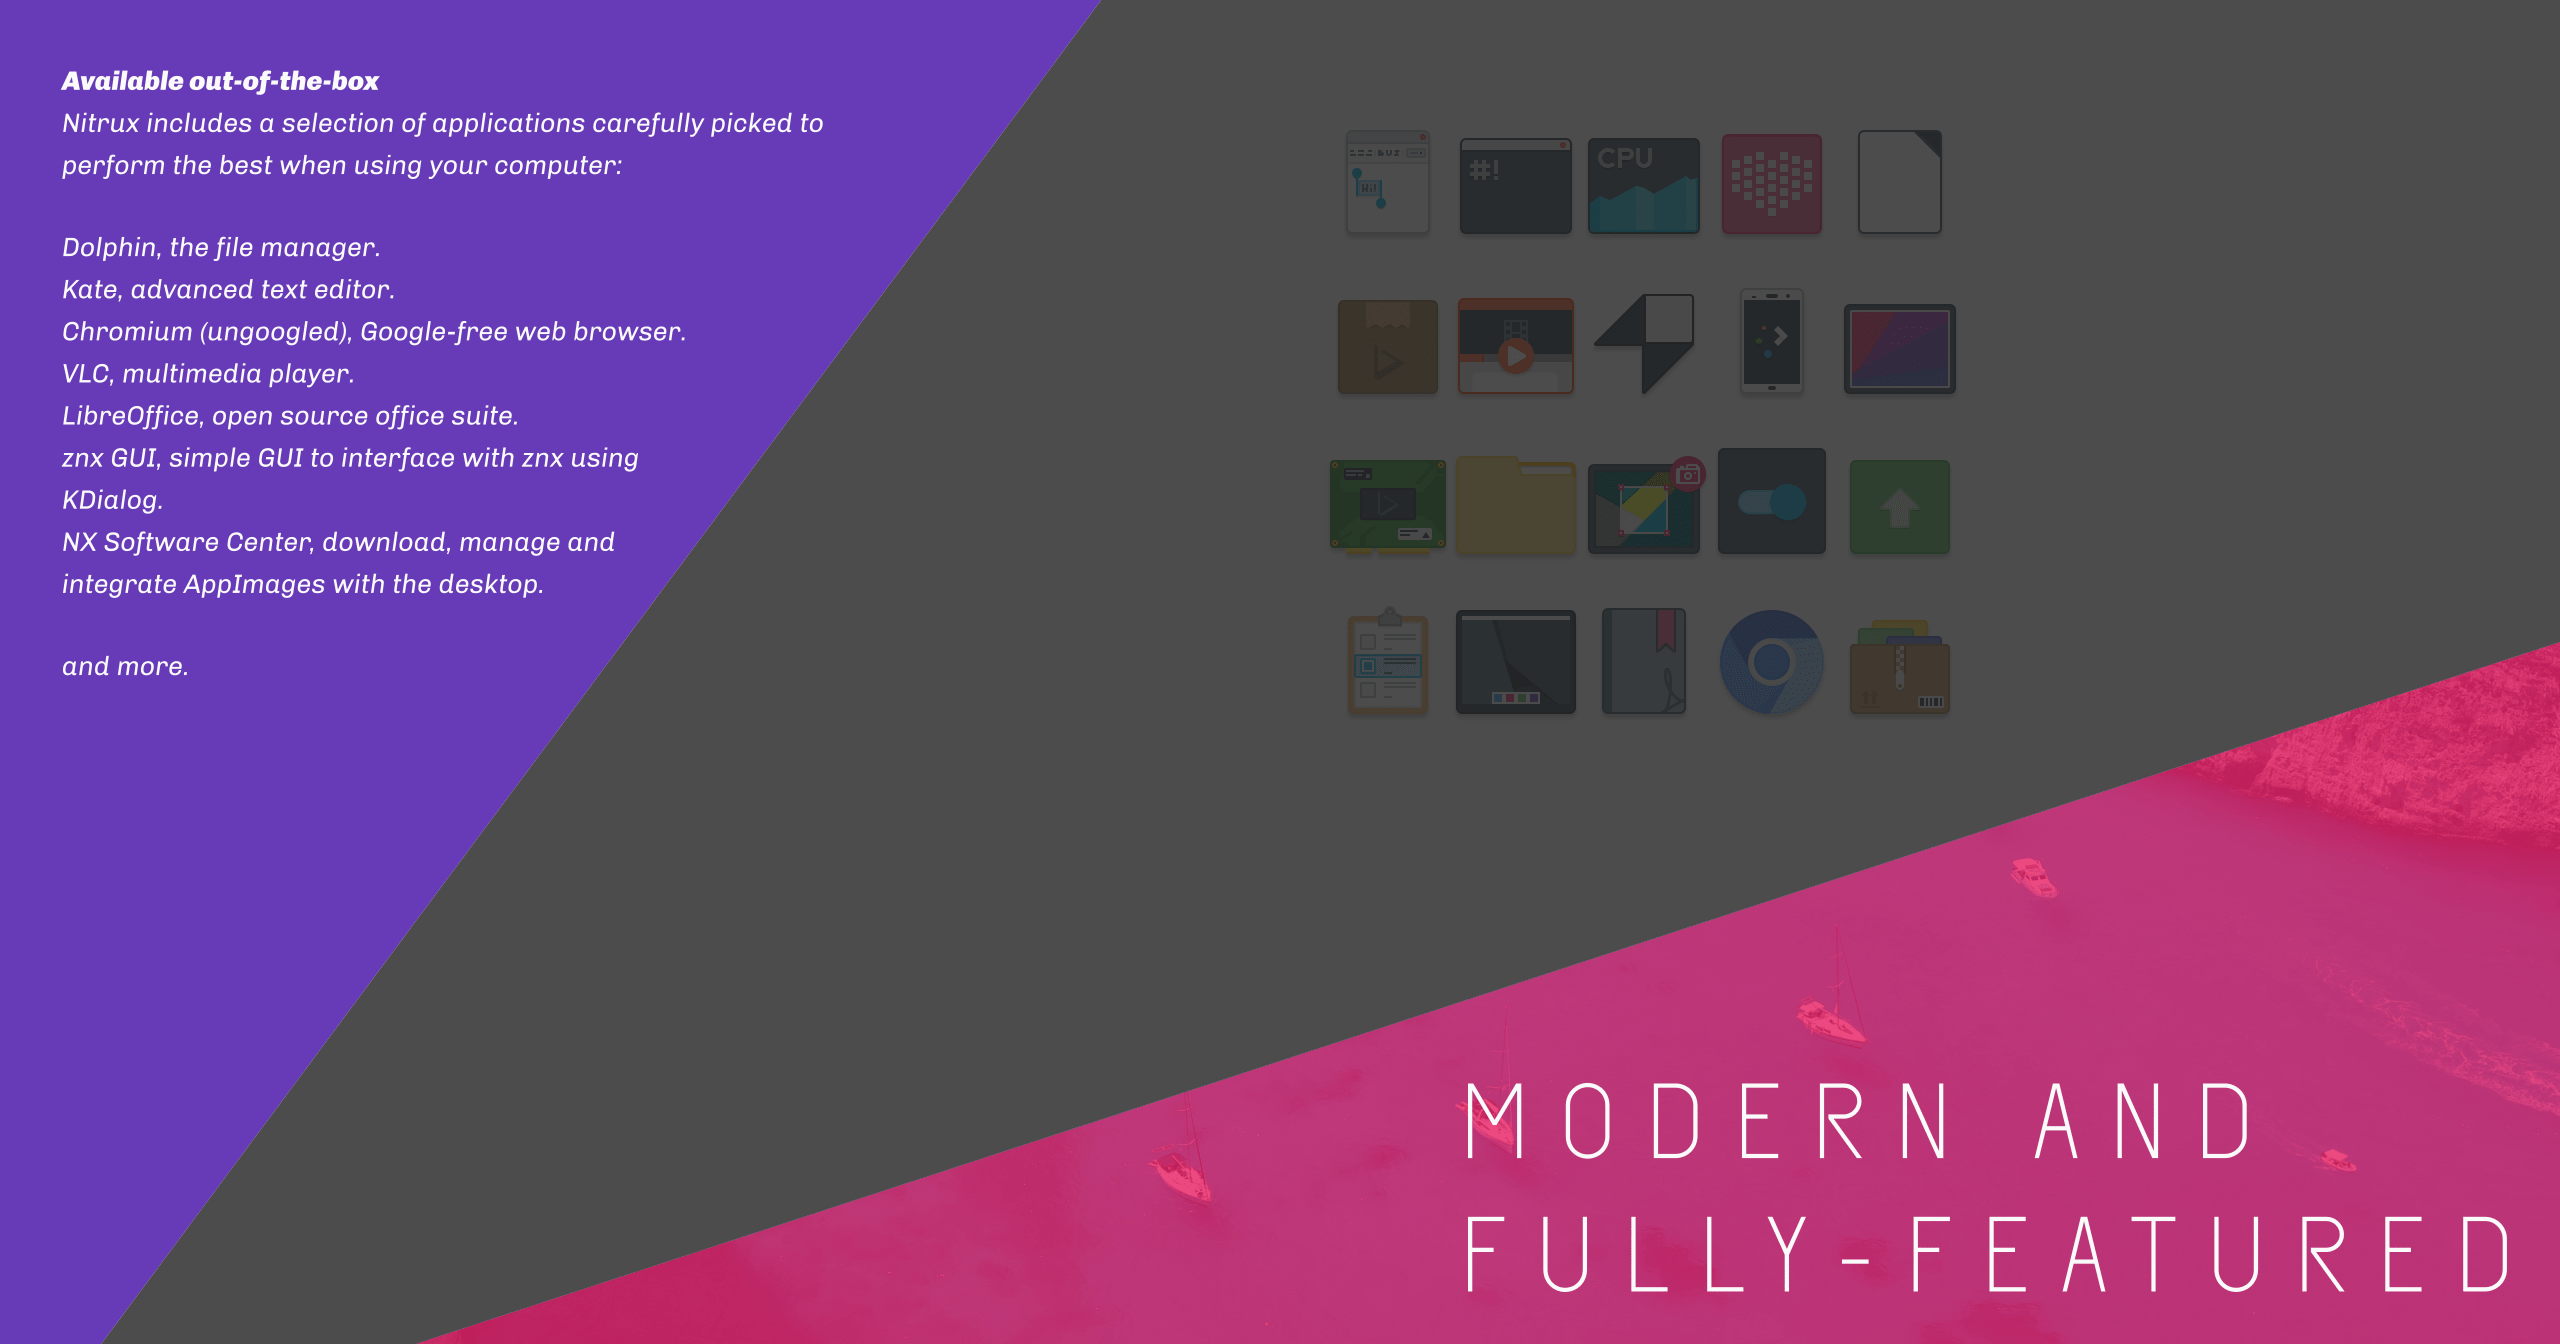 Available out-of-the-box
Nitrux includes a selection of applications carefully picked to
perform the best when using your computer:
Dolphin, the file manager.
Kate, advanced text editor.
Chromium (ungoogled), Google-free web browser.
VLC, multimedia player.
LibreOffice, open source office suite.
znx GUI, simple GUI to interface with znx using
KDialog.
NX Software Center, download, manage and
integrate AppImages with the desktop.
and more.
#!
CPU
Hi!
MODERN AND
FULLY-FEATURED